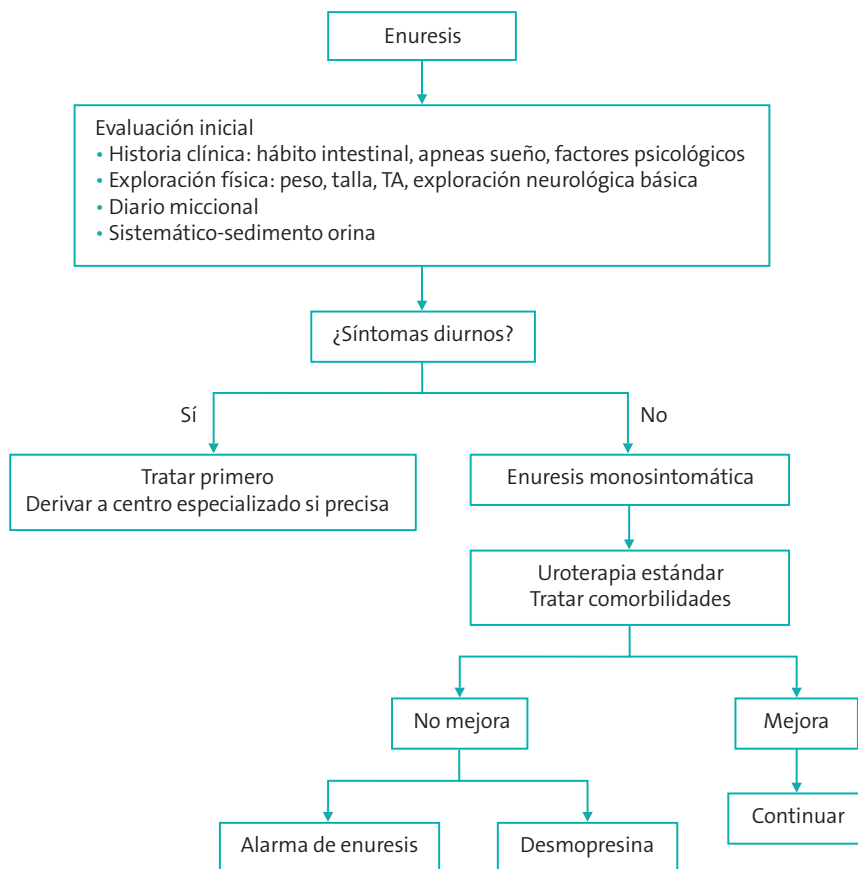 Enuresis
Evaluación inicial
• Historia clínica: hábito intestinal, apneas sueño, factores psicológicos
• Exploración física: peso, talla, TA, exploración neurológica básica
• Diario miccional
• Sistemático-sedimento orina
¿Síntomas diurnos?
Sí
No
Tratar primero
Derivar a centro especializado si precisa
Enuresis monosintomática
Uroterapia estándar
Tratar comorbilidades
No mejora
Mejora
Continuar
Alarma de enuresis
Desmopresina